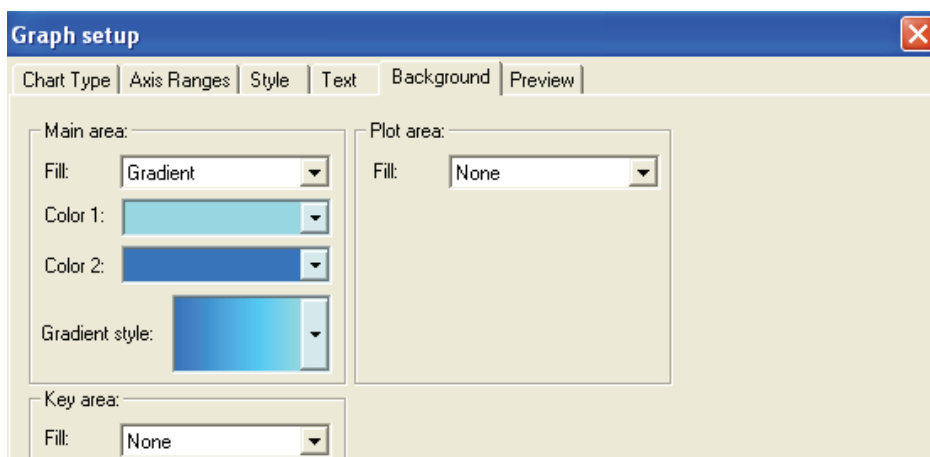 Graph setup
Chart Type Axis Ranges Style Text Background Preview
Main area:
Fill: Gradient
Color 1:
Color 2:
Gradient style:
Plot area:
Fill: None
Key area:
Fill: None